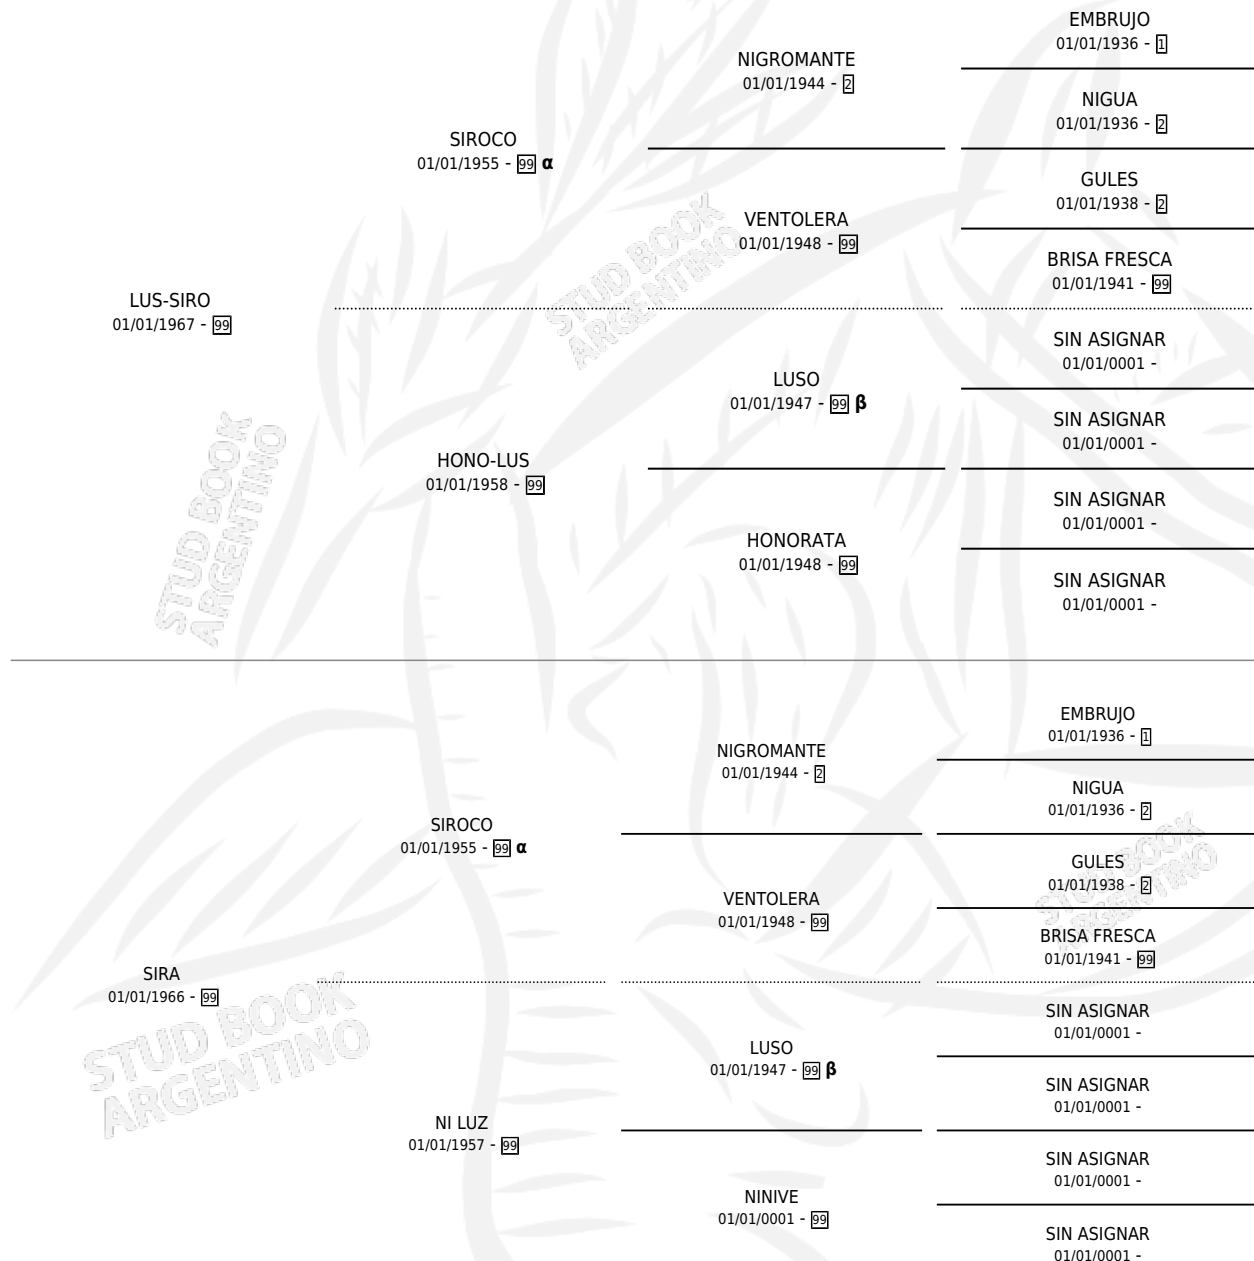 LUS-SIRO
01/01/1967 - 99
SIROCO
01/01/1955 - 99 α
HONO-LUS
01/01/1958 - 99
NIGROMANTE
01/01/1944 - 2
VENTOLERA
01/01/1948 - 99
LUSO
01/01/1947 - 99 β
HONORATA
01/01/1948 - 99
EMBRUJO
01/01/1936 - 1
NIGUA
01/01/1936 - 2
GULES
01/01/1938 - 2
BRISA FRESCA
01/01/1941 - 99
SIN ASIGNAR
01/01/0001 -
SIN ASIGNAR
01/01/0001 -
SIN ASIGNAR
01/01/0001 -
SIN ASIGNAR
01/01/0001 -
STUD BOOK
ARGENTINO
STUD BOOK
ARGENTINO
SIRA
01/01/1966 - 99
SIROCO
01/01/1955 - 99 α
NI LUZ
01/01/1957 - 99
NIGROMANTE
01/01/1944 - 2
VENTOLERA
01/01/1948 - 99
LUSO
01/01/1947 - 99 β
NINIVE
01/01/0001 - 99
EMBRUJO
01/01/1936 - 1
NIGUA
01/01/1936 - 2
GULES
01/01/1938 - 2
BRISA FRESCA
01/01/1941 - 99
SIN ASIGNAR
01/01/0001 -
SIN ASIGNAR
01/01/0001 -
SIN ASIGNAR
01/01/0001 -
SIN ASIGNAR
01/01/0001 -
STUD BOOK
ARGENTINO
STUD BOOK
ARGENTINO